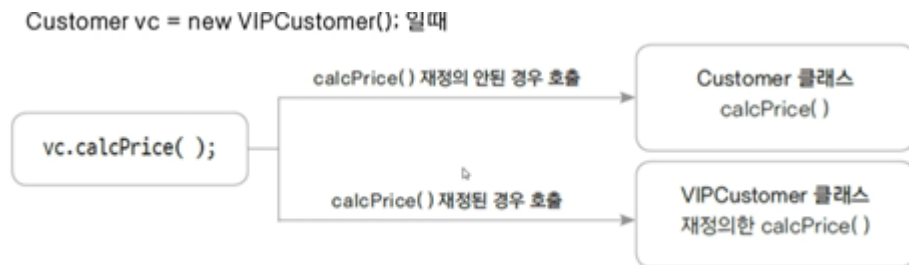 Customer vc = new VIPCustomer(); 일때
calcPrice() 재정의 안된 경우 호출
Customer 클래스
calcPrice( )
vc.calcPrice( );
calcPrice( ) 재정된 경우 호출
VIPCustomer 클래스
재정의한 calcPrice( )